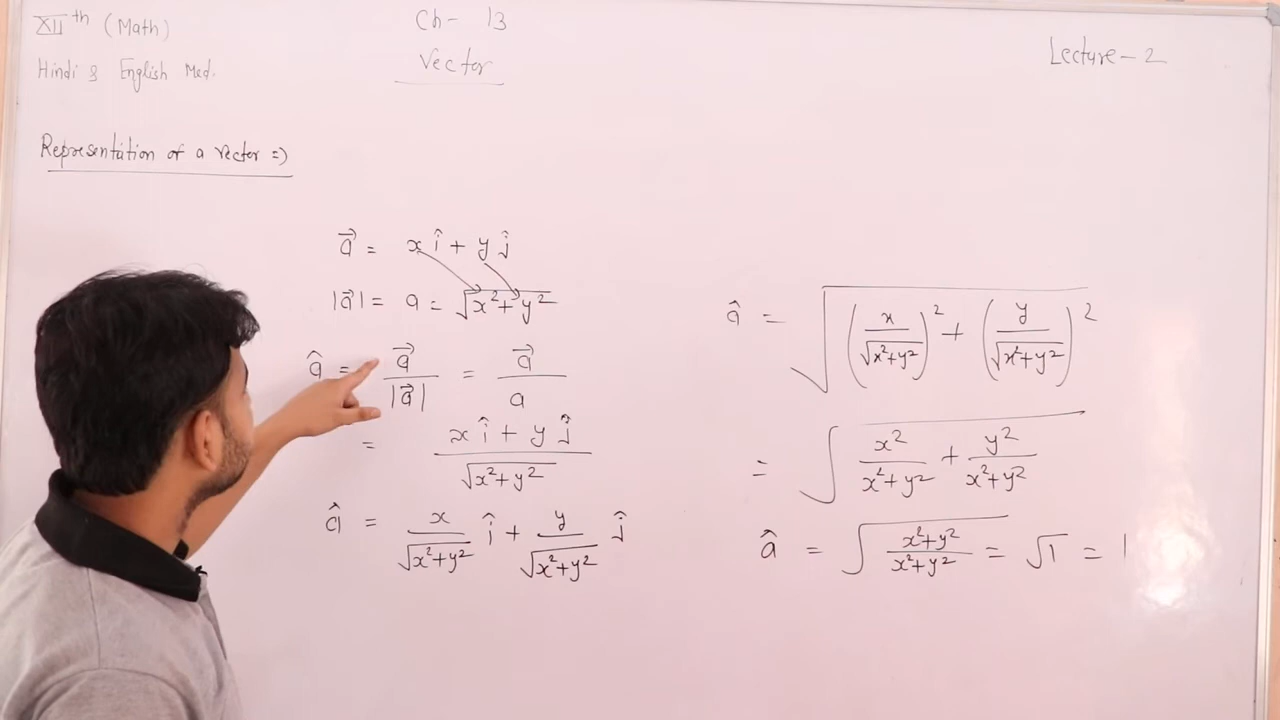 XIIth (Math)
Ch- 13
Vector
Hindi & English Med.
Lecture-2
Representation of a vector =)
a⃗ = x î + y ĵ
|a⃗| = a = √x²+y²
â = a⃗/|a⃗| = a⃗/a
= x î + y ĵ / √x²+y²
â = x/√x²+y² î + y/√x²+y² ĵ
â = √(x/√x²+y²)² + (y/√x²+y²)²
= √x²/x²+y² + y²/x²+y²
â = √x²+y²/x²+y² = √1 = 1